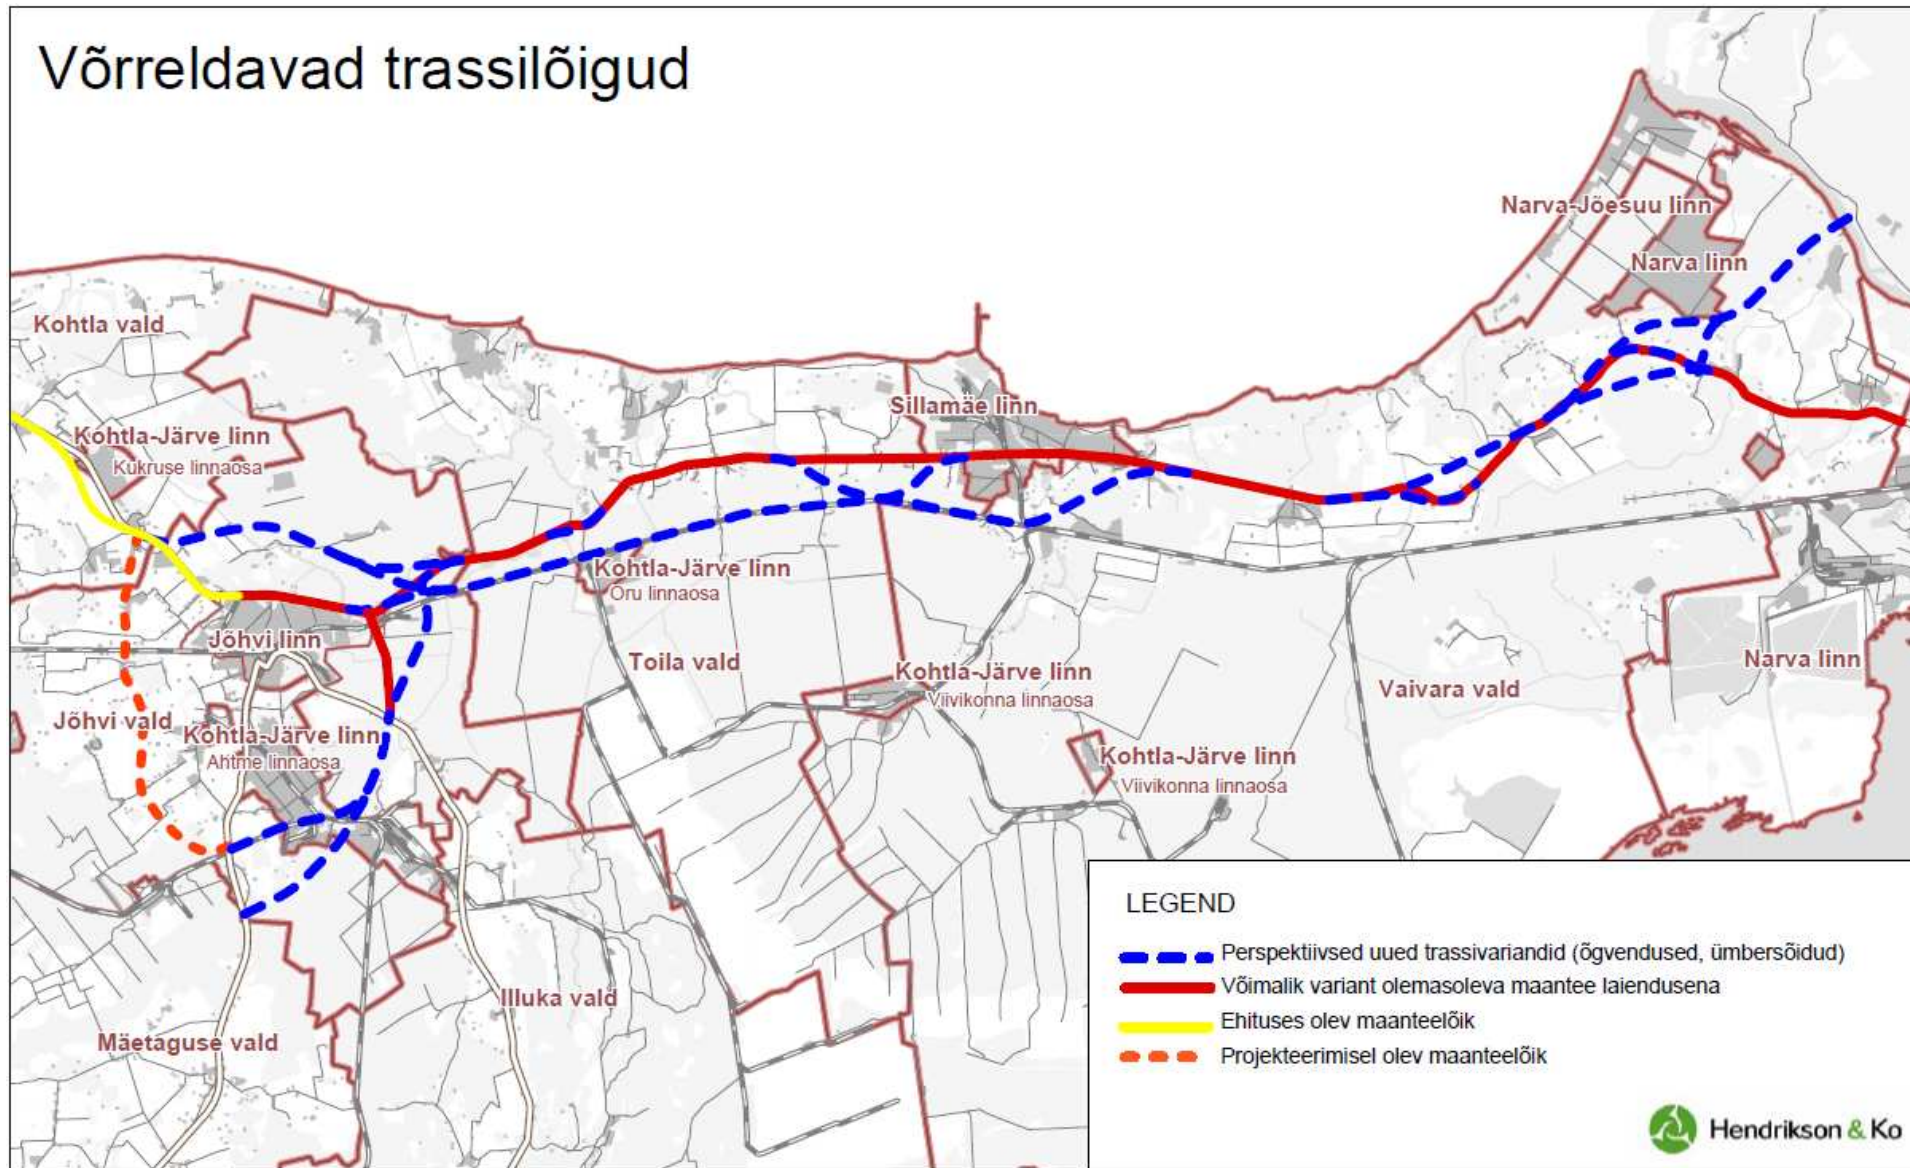 Võrreldavad trassilõigud
Narva-Jõesuu linn
Narva linn
Kohtla vald
Sillamäe linn
Kohtla-Järve linn
Kukruse linnaosa
Kohtla-Järve linn
Oru linnaosa
Jõhvi linn
Toila vald
Narva linn
Kohtla-Järve linn
Viivikonna linnaosa
Vaivara vald
Jõhvi vald
Kohtla-Järve linn
Ahtme linnaosa
Kohtla-Järve linn
Viivikonna linnaosa
Illuka vald
Mäetaguse vald
LEGEND
Perspektiivsed uued trassivariandid (õgvendused, ümbersõidud)
Võimalik variant olemasoleva maantee laiendusena
Ehituses olev maanteelõik
Projekteerimisel olev maanteelõik
Hendrikson & Ko